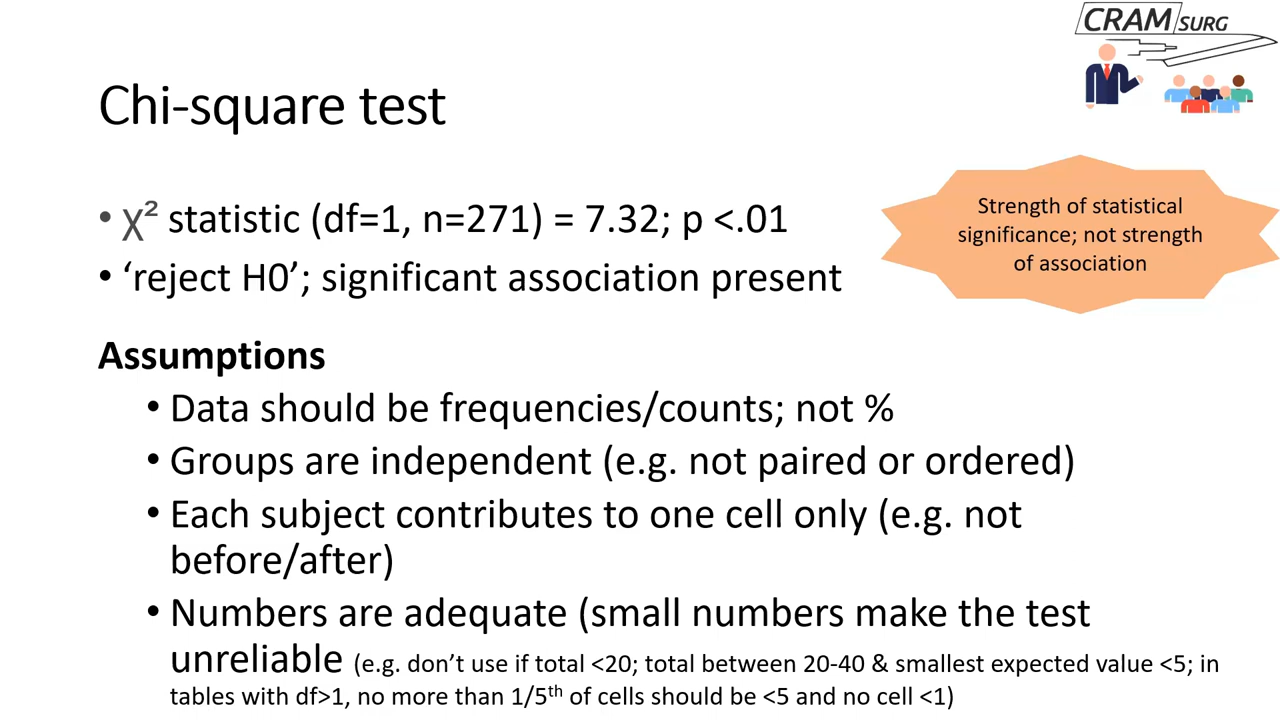 CRAM SURG
Chi-square test
• χ² statistic (df=1, n=271) = 7.32; p <.01
• ‘reject H0’; significant association present
Strength of statistical
significance; not strength
of association
Assumptions
• Data should be frequencies/counts; not %
• Groups are independent (e.g. not paired or ordered)
• Each subject contributes to one cell only (e.g. not
before/after)
• Numbers are adequate (small numbers make the test
unreliable (e.g. don’t use if total <20; total between 20-40 & smallest expected value <5; in
tables with df>1, no more than 1/5th of cells should be <5 and no cell <1)